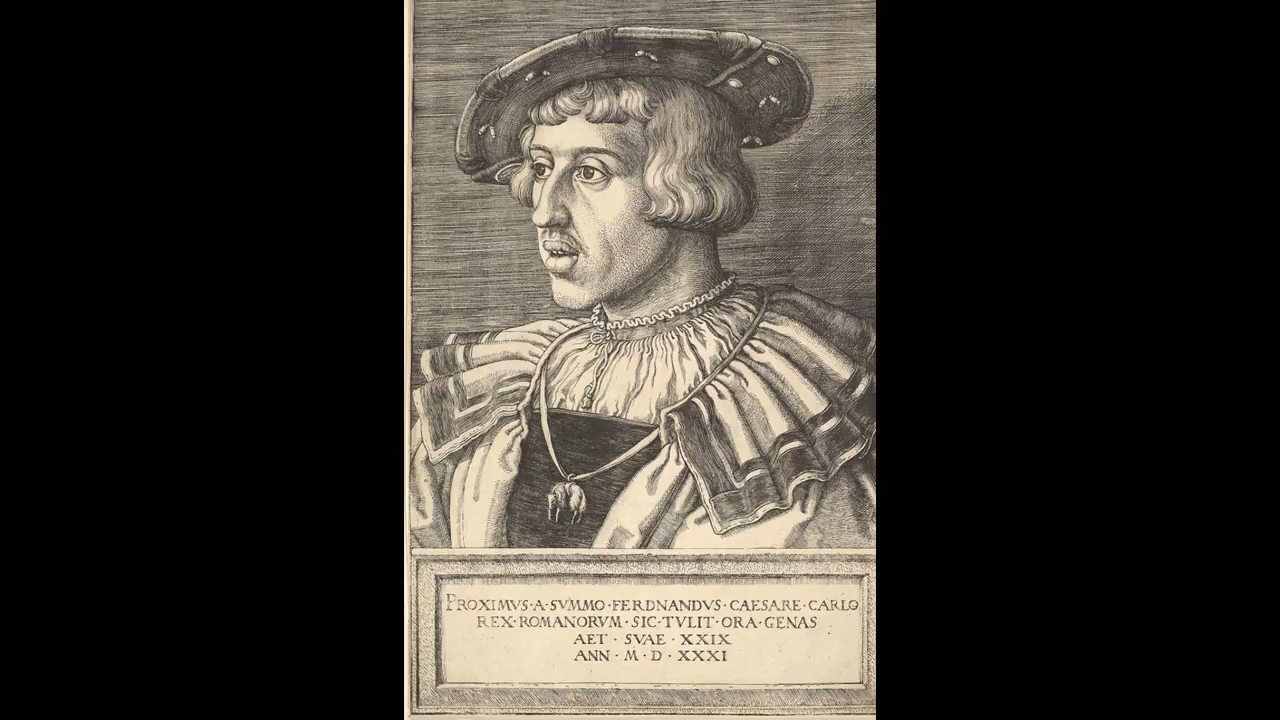 PROXIMVS·A·SVMMO·FERDNANDVS·CAESARE·CARLO
REX·ROMANORVM·SIC·TVLIT·ORA·GENAS
AET·SVAE·XXIX
ANN·M·D·XXXI